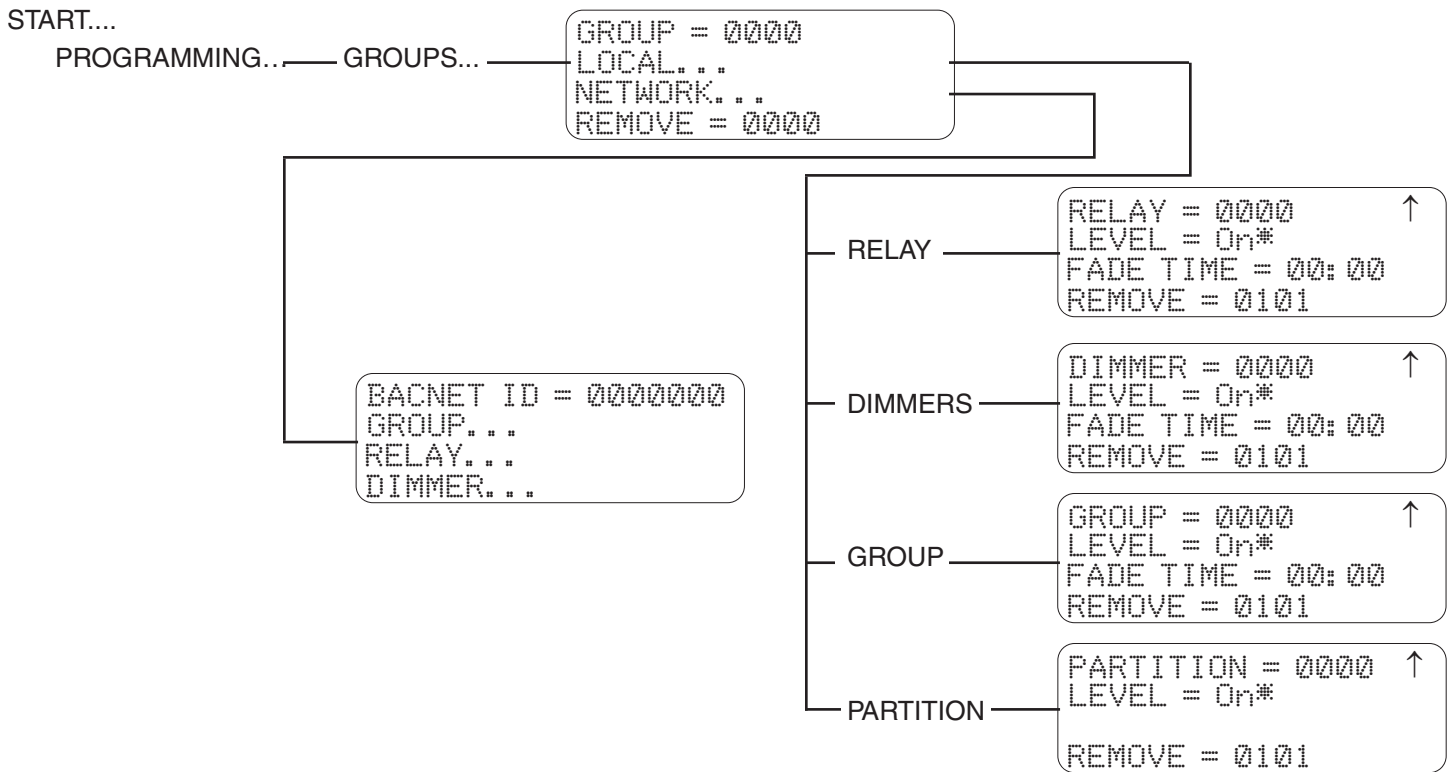 START....
PROGRAMMING... GROUPS...
GROUP = 0000
LOCAL...
NETWORK...
REMOVE = 0000
RELAY
RELAY = 0000 ↑
LEVEL = On*
FADE TIME = 00:00
REMOVE = 0101
DIMMERS
DIMMER = 0000 ↑
LEVEL = On*
FADE TIME = 00:00
REMOVE = 0101
BACNET ID = 0000000
GROUP...
RELAY...
DIMMER...
GROUP
GROUP = 0000 ↑
LEVEL = On*
FADE TIME = 00:00
REMOVE = 0101
PARTITION
PARTITION = 0000 ↑
LEVEL = On*
REMOVE = 0101